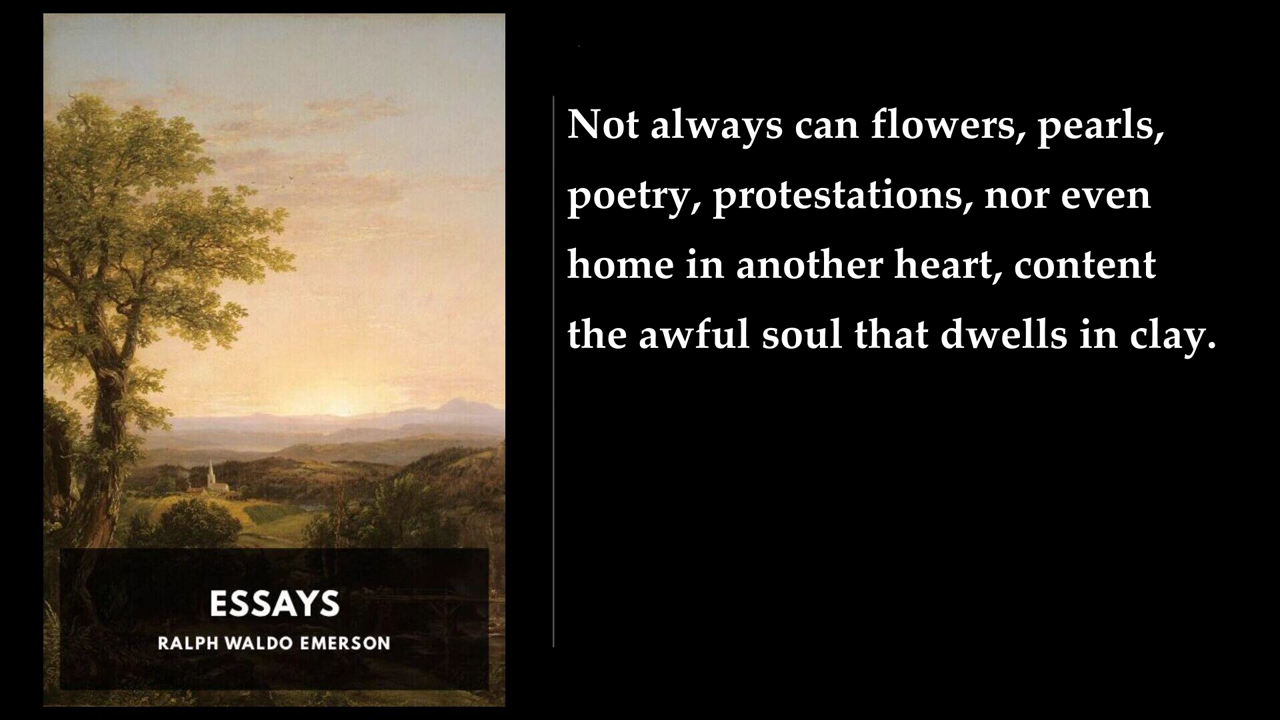 ESSAYS
RALPH WALDO EMERSON
Not always can flowers, pearls,
poetry, protestations, nor even
home in another heart, content
the awful soul that dwells in clay.